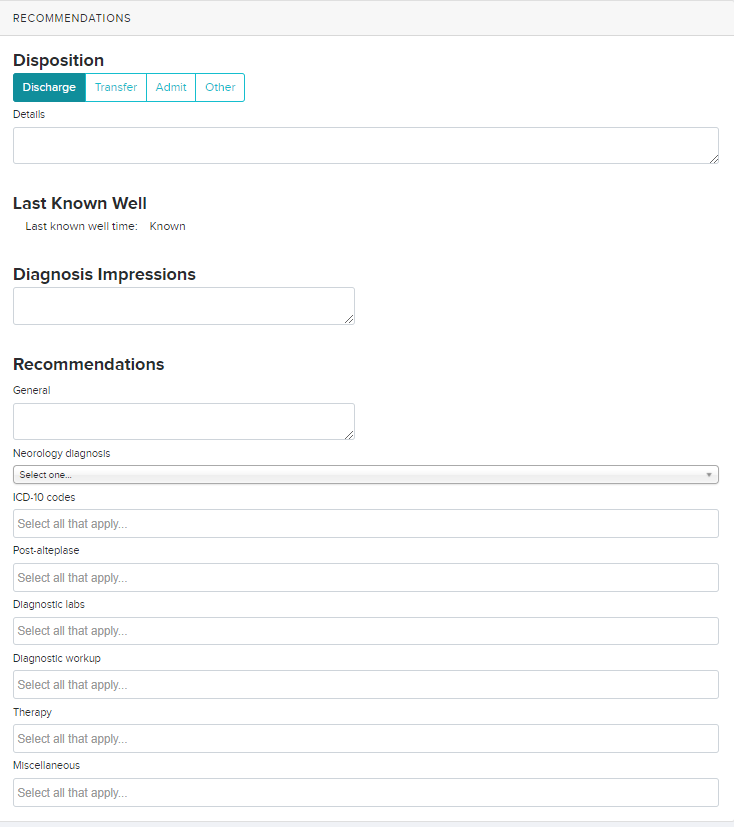 RECOMMENDATIONS
Disposition
Discharge Transfer Admit Other
Details
Last Known Well
Last known well time: Known
Diagnosis Impressions
Recommendations
General
Neorology diagnosis
Select one...
ICD-10 codes
Select all that apply...
Post-alteplase
Select all that apply...
Diagnostic labs
Select all that apply...
Diagnostic workup
Select all that apply...
Therapy
Select all that apply...
Miscellaneous
Select all that apply...